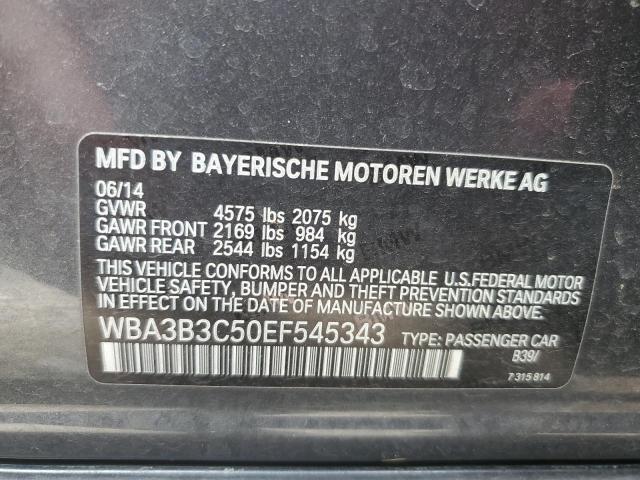 MFD BY BAYERISCHE MOTOREN WERKE AG
06/14
GVWR 4575 lbs 2075 kg
GAWR FRONT 2169 lbs 984 kg
GAWR REAR 2544 lbs 1154 kg
THIS VEHICLE CONFORMS TO ALL APPLICABLE U.S.FEDERAL MOTOR
VEHICLE SAFETY, BUMPER AND THEFT PREVENTION STANDARDS
IN EFFECT ON THE DATE OF MANUFACTURE SHOWN ABOVE.
WBA3B3C50EF545343 TYPE: PASSENGER CAR
B39/
7 315 814